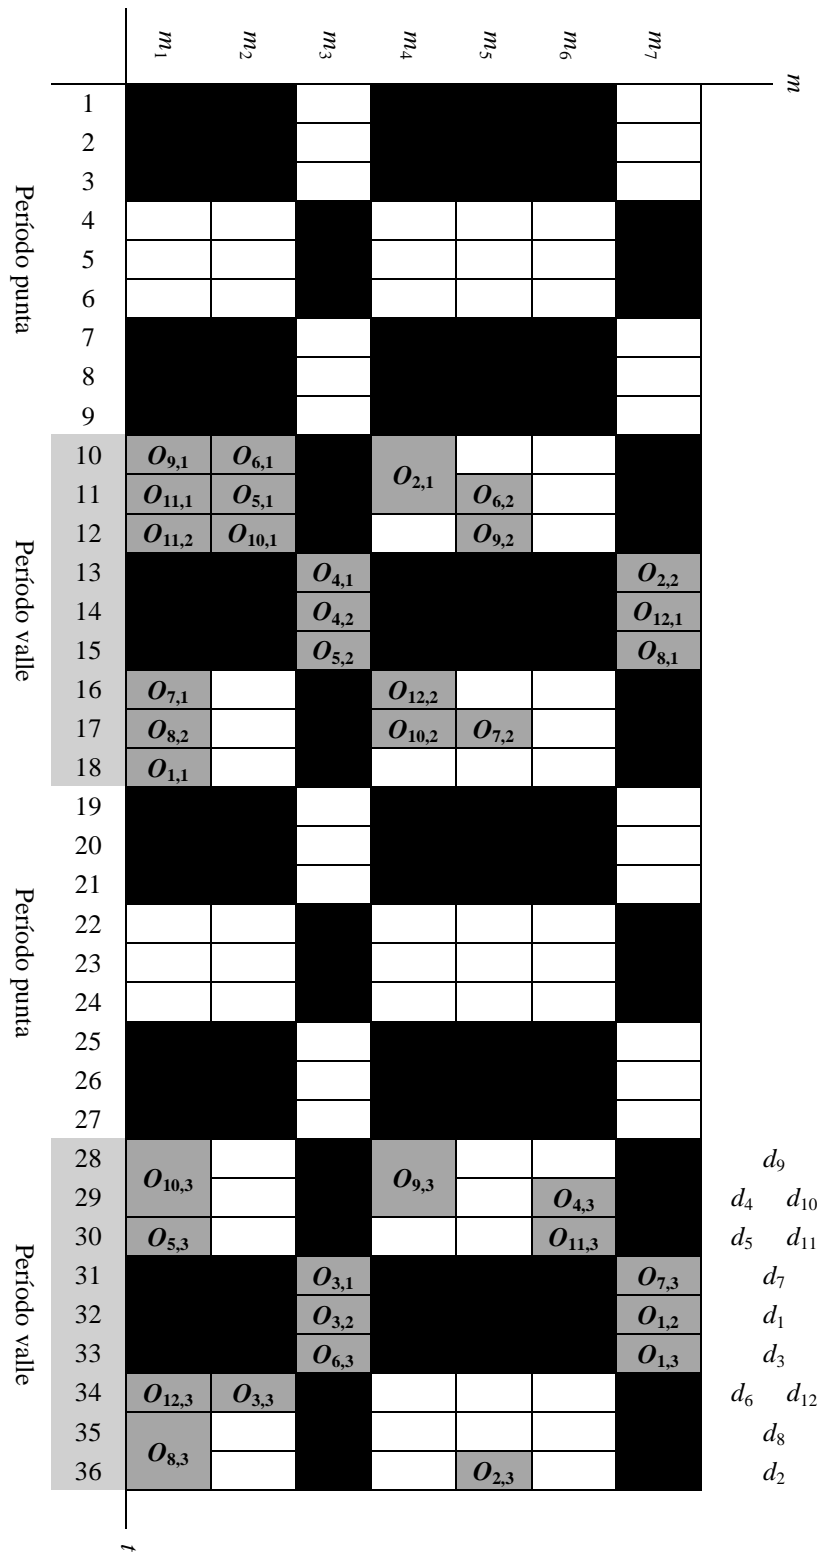 m₁ m₂ m₃ m₄ m₅ m₆ m₇ m
1
2
3
4
5
6
7
8
9
Período punta
10 O₉,₁ O₆,₁ O₂,₁
11 O₁₁,₁ O₅,₁ O₆,₂
12 O₁₁,₂ O₁₀,₁ O₉,₂
13 O₄,₁ O₂,₂
14 O₄,₂ O₁₂,₁
15 O₅,₂ O₈,₁
16 O₇,₁ O₁₂,₂
17 O₈,₂ O₁₀,₂ O₇,₂
18 O₁,₁
Período valle
19
20
21
22
23
24
25
26
27
Período punta
28 O₁₀,₃ O₉,₃ d₉
29 O₄,₃ d₄ d₁₀
30 O₅,₃ O₁₁,₃ d₅ d₁₁
31 O₃,₁ O₇,₃ d₇
32 O₃,₂ O₁,₂ d₁
33 O₆,₃ O₁,₃ d₃
34 O₁₂,₃ O₃,₃ d₆ d₁₂
35 O₈,₃ d₈
36 O₂,₃ d₂
Período valle
t